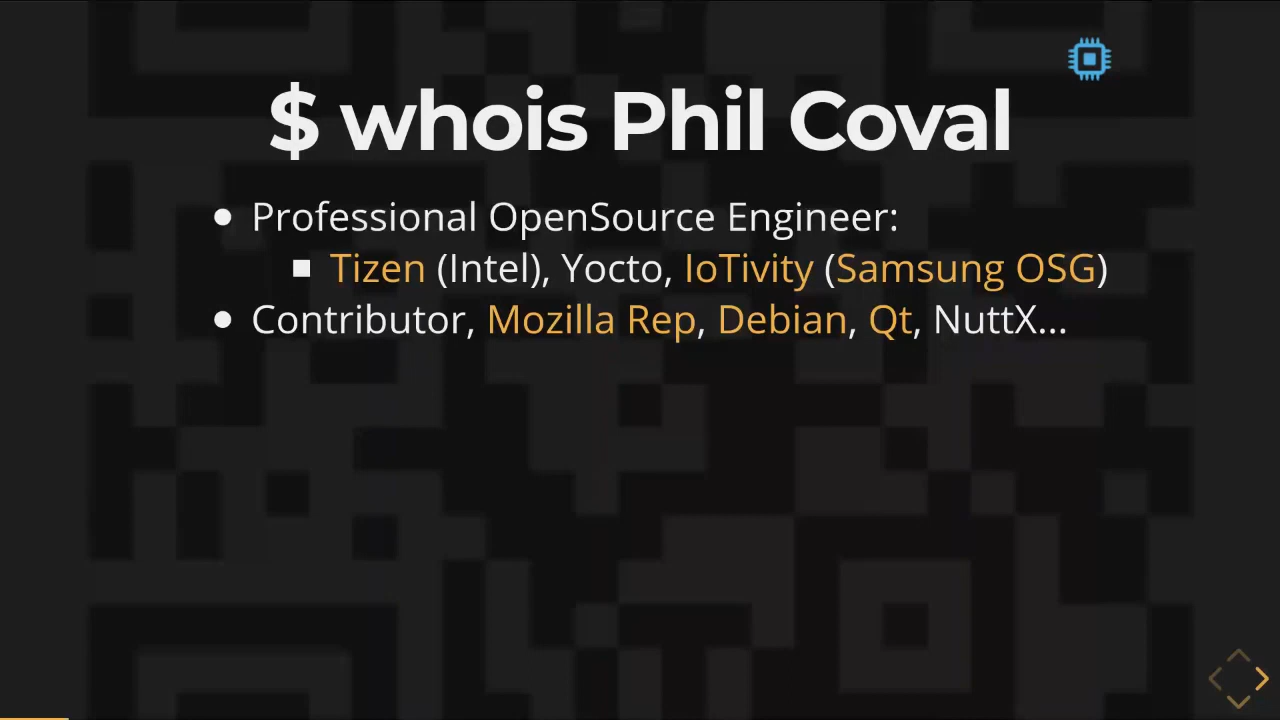 $ whois Phil Coval
Professional OpenSource Engineer:
Tizen (Intel), Yocto, IoTivity (Samsung OSG)
Contributor, Mozilla Rep, Debian, Qt, NuttX...